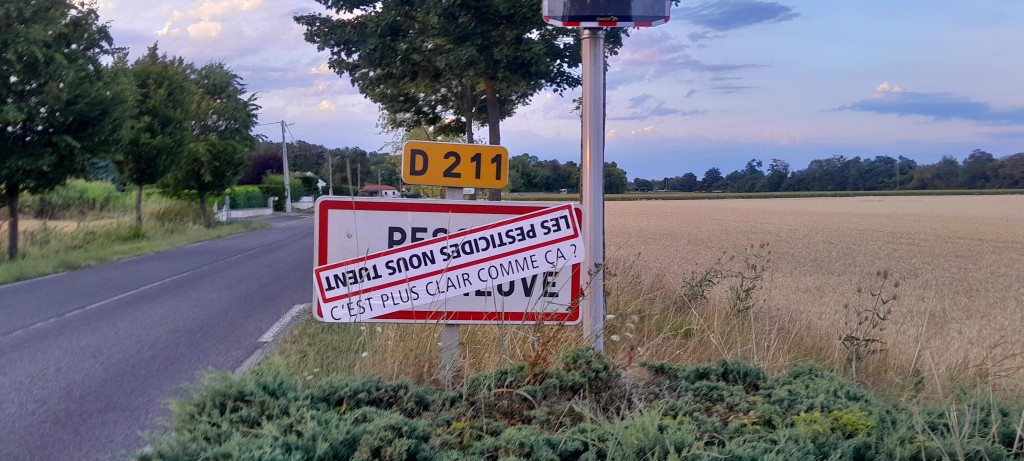 D 211
LES PESTICIDES NOUS TUENT
C'EST PLUS CLAIR COMME ÇA ?